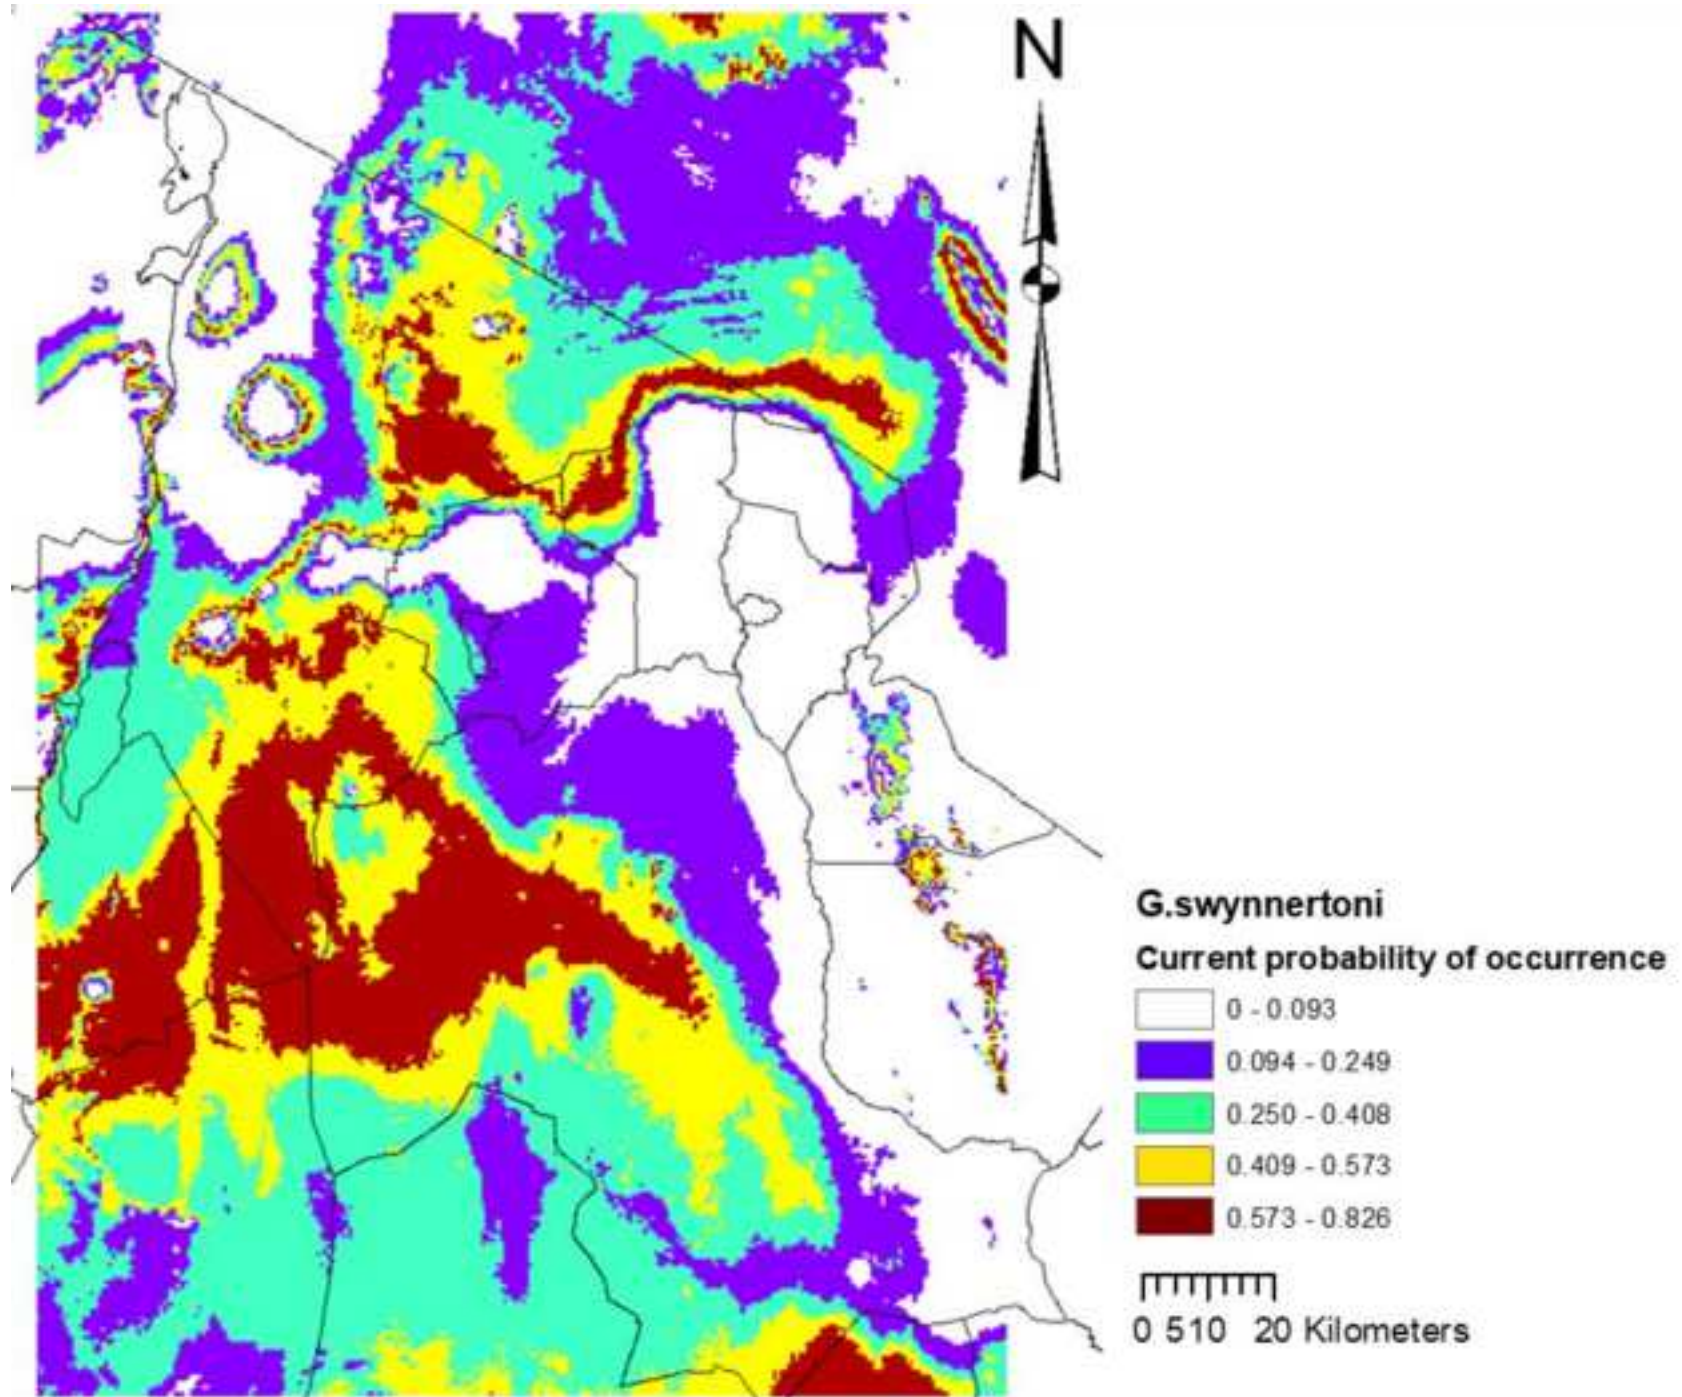 N
G.swynnertoni
Current probability of occurrence
0 - 0.093
0.094 - 0.249
0.250 - 0.408
0.409 - 0.573
0.573 - 0.826
0 510 20 Kilometers